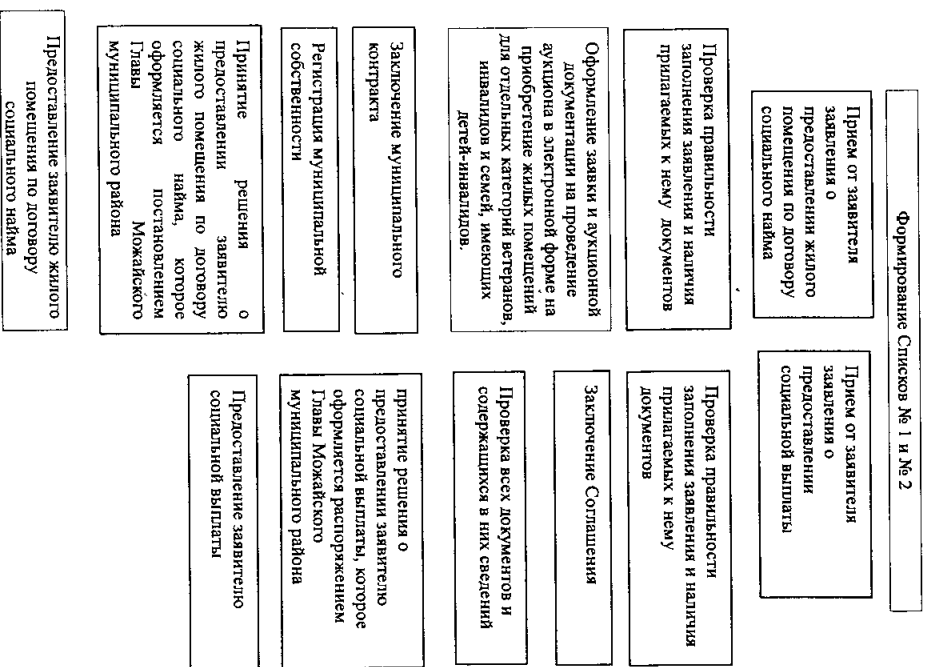 Формирование Списков № 1 и № 2
Прием от заявителя
заявления о
предоставлении жилого
помещения по договору
социального найма
Проверка правильности
заполнения заявления и наличия
прилагаемых к нему документов
Оформление заявки и аукционной
документации на проведение
аукциона в электронной форме на
приобретение жилых помещений
для отдельных категорий ветеранов,
инвалидов и семей, имеющих
детей-инвалидов.
Заключение муниципального
контракта
Регистрация муниципальной
собственности
Принятие решения о
предоставлении заявителю
жилого помещения по договору
социального найма, которое
оформляется постановлением
Главы Можайского
муниципального района
Предоставление заявителю жилого
помещения по договору
социального найма
Прием от заявителя
заявления о
предоставлении
социальной выплаты
Проверка правильности
заполнения заявления и наличия
прилагаемых к нему
документов
Заключение Соглашения
Проверка всех документов и
содержащихся в них сведений
принятие решения о
предоставлении заявителю
социальной выплаты, которое
оформляется распоряжением
Главы Можайского
муниципального района
Предоставление заявителю
социальной выплаты